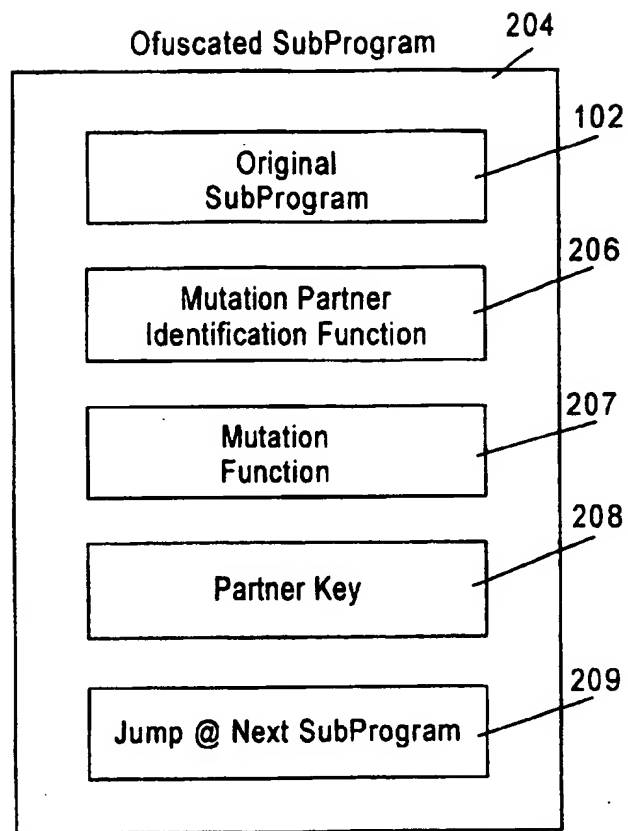 204
Ofuscated SubProgram
102
Original
SubProgram
206
Mutation Partner
Identification Function
207
Mutation
Function
208
Partner Key
209
Jump @ Next SubProgram